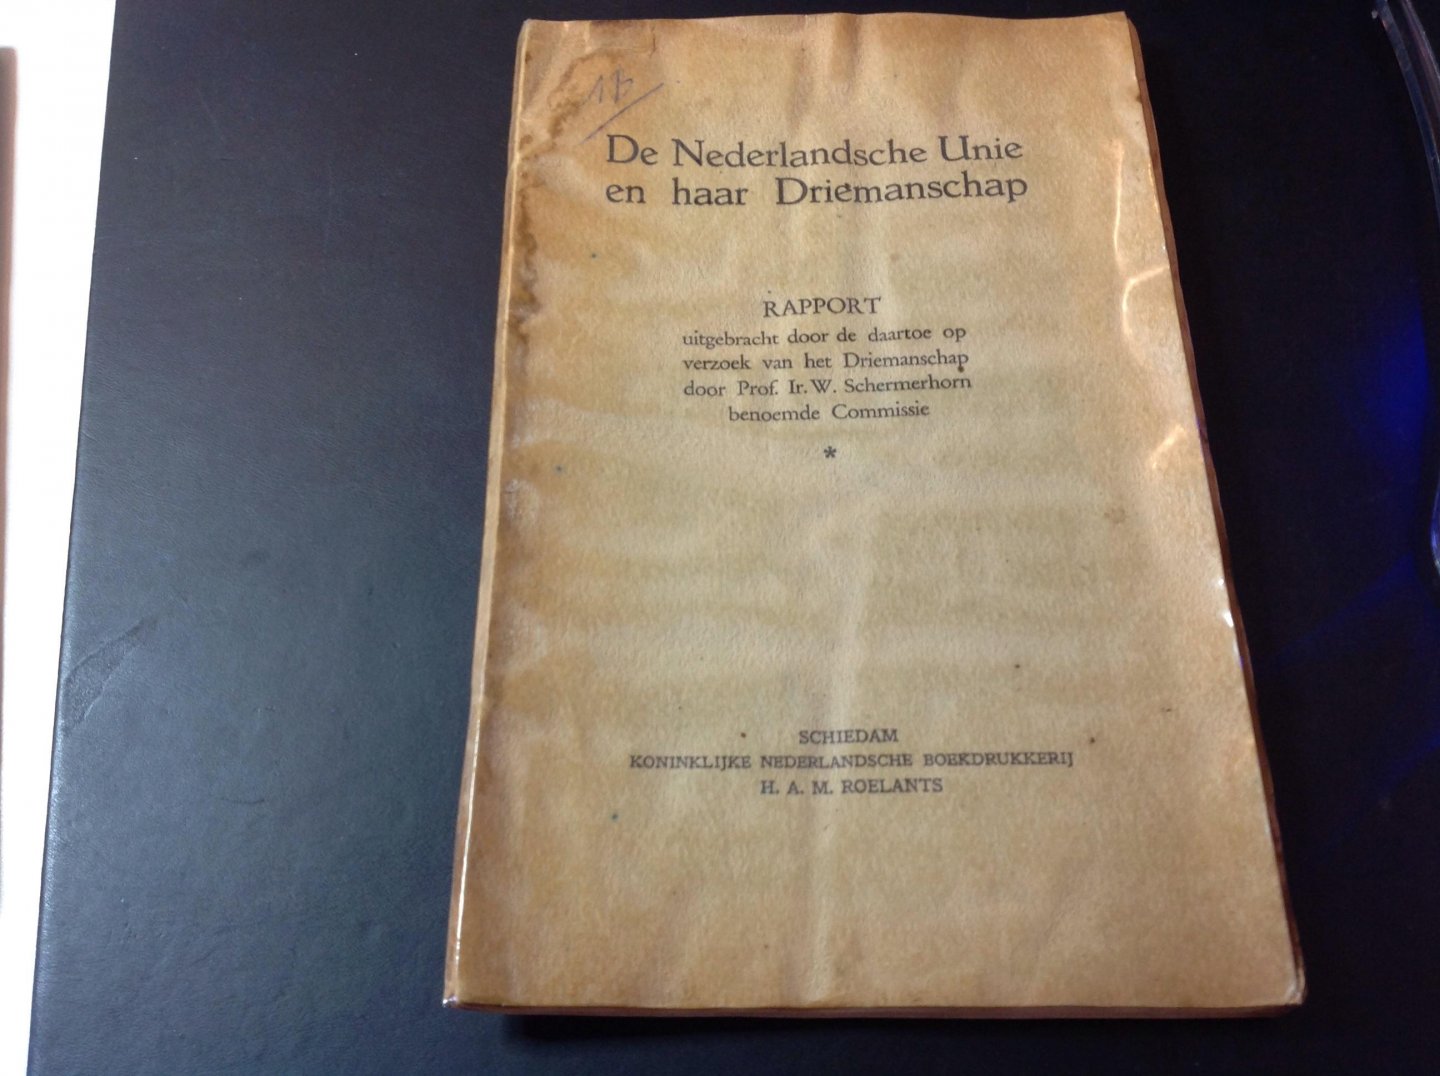 De Nederlandsche Unie
en haar Driemanschap
RAPPORT
uitgebracht door de daartoe op
verzoek van het Driemanschap
door Prof. Ir. W. Schermerhorn
benoemde Commissie
*
SCHIEDAM
KONINKLIJKE NEDERLANDSCHE BOEKDRUKKERIJ
H. A. M. ROELANTS